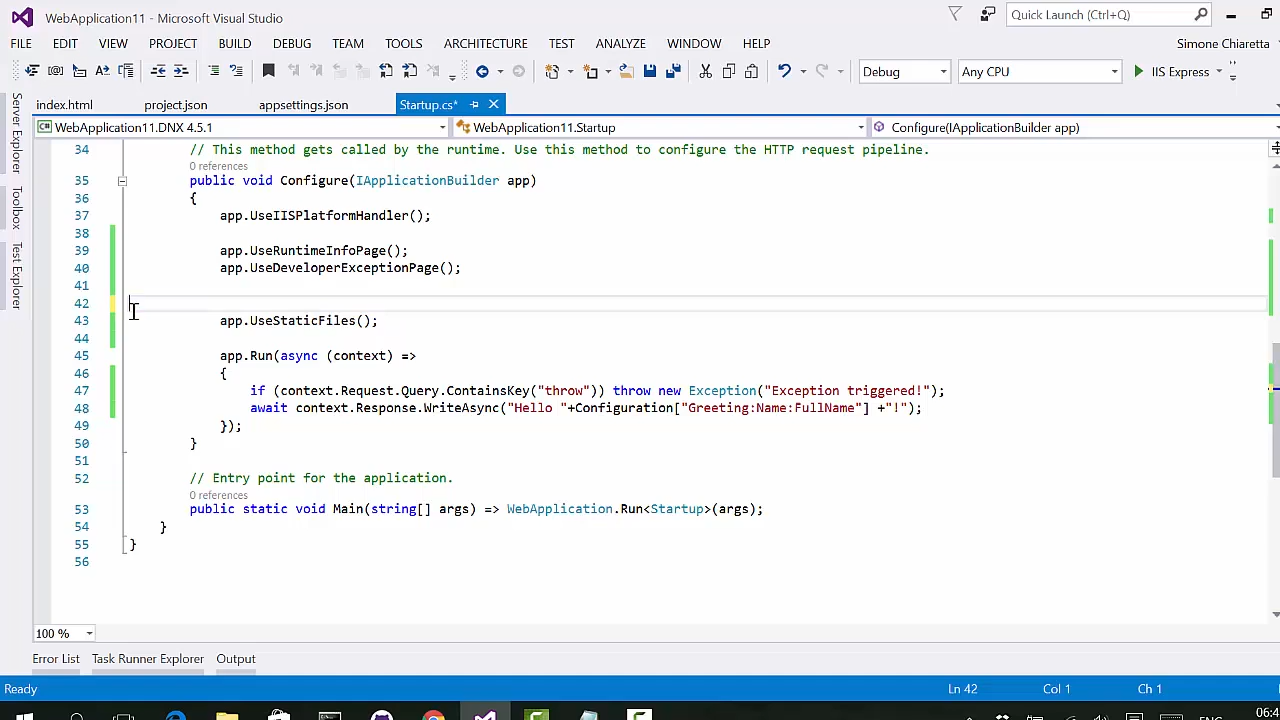 WebApplication11 - Microsoft Visual Studio
Quick Launch (Ctrl+Q)
FILE EDIT VIEW PROJECT BUILD DEBUG TEAM TOOLS ARCHITECTURE TEST ANALYZE WINDOW HELP
Simone Chiaretta
Debug Any CPU IIS Express
index.html project.json appsettings.json Startup.cs*
WebApplication11.DNX 4.5.1 WebApplication11.Startup Configure(IApplicationBuilder app)
Server Explorer
Toolbox
Test Explorer
34 // This method gets called by the runtime. Use this method to configure the HTTP request pipeline.
0 references
35 public void Configure(IApplicationBuilder app)
36 {
37 app.UseIISPlatformHandler();
38
39 app.UseRuntimeInfoPage();
40 app.UseDeveloperExceptionPage();
41
42
43 app.UseStaticFiles();
44
45 app.Run(async (context) =>
46 {
47 if (context.Request.Query.ContainsKey("throw")) throw new Exception("Exception triggered!");
48 await context.Response.WriteAsync("Hello "+Configuration["Greeting:Name:FullName"] +"!");
49 });
50 }
51
52 // Entry point for the application.
0 references
53 public static void Main(string[] args) => WebApplication.Run<Startup>(args);
54 }
55 }
56
100 %
Error List Task Runner Explorer Output
Ready Ln 42 Col 1 Ch 1